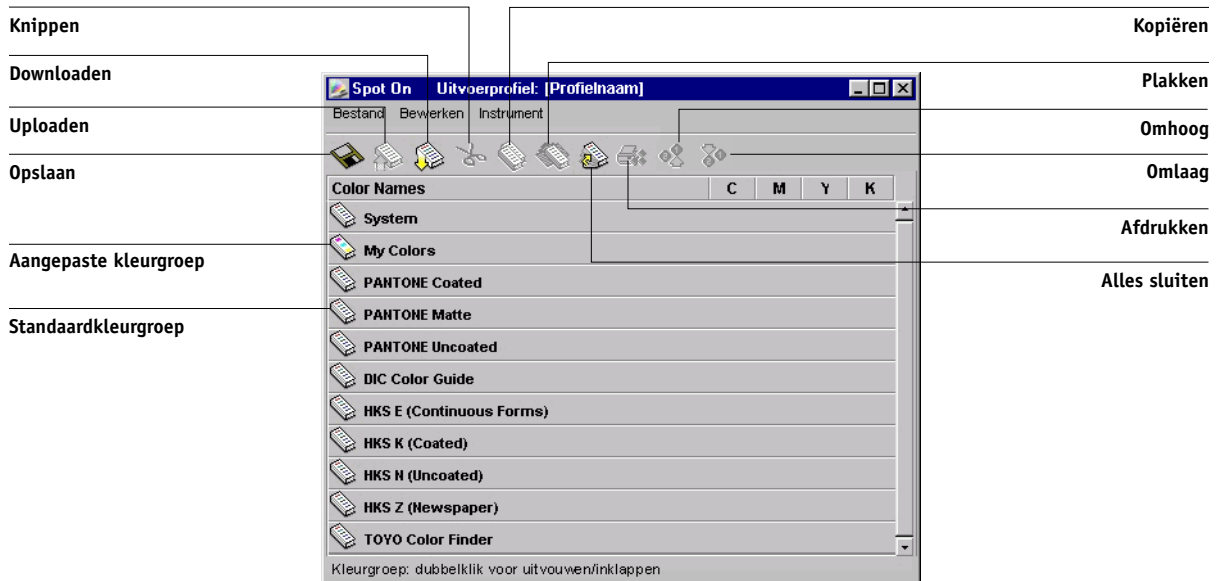 Knippen
Downloaden
Uploaden
Opslaan
Aangepaste kleurgroep
Standaardkleurgroep
Spot On Uitvoerprofiel: [Profielnaam]
Bestand Bewerken Instrument
Color Names C M Y K
System
My Colors
PANTONE Coated
PANTONE Matte
PANTONE Uncoated
DIC Color Guide
HKS E (Continuous Forms)
HKS K (Coated)
HKS N (Uncoated)
HKS Z (Newspaper)
TOYO Color Finder
Kleurgroep: dubbelklik voor uitvouwen/inklappen
Kopiëren
Plakken
Omhoog
Omlaag
Afdrukken
Alles sluiten